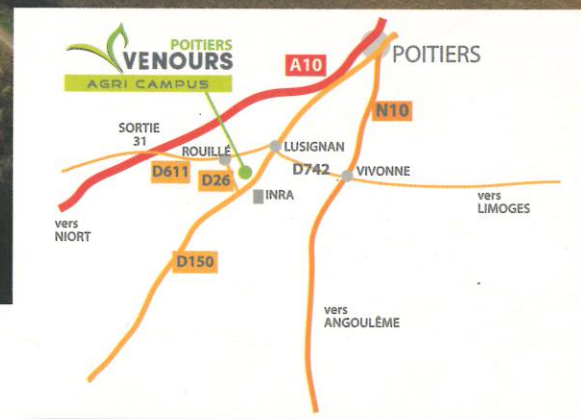 POITIERS
VENOURS
AGRI CAMPUS
A10
POITIERS
N10
SORTIE
31
ROUILLÉ
LUSIGNAN
D611
D26
D742
VIVONNE
INRA
vers
LIMOGES
vers
NIORT
D150
vers
ANGOULÊME